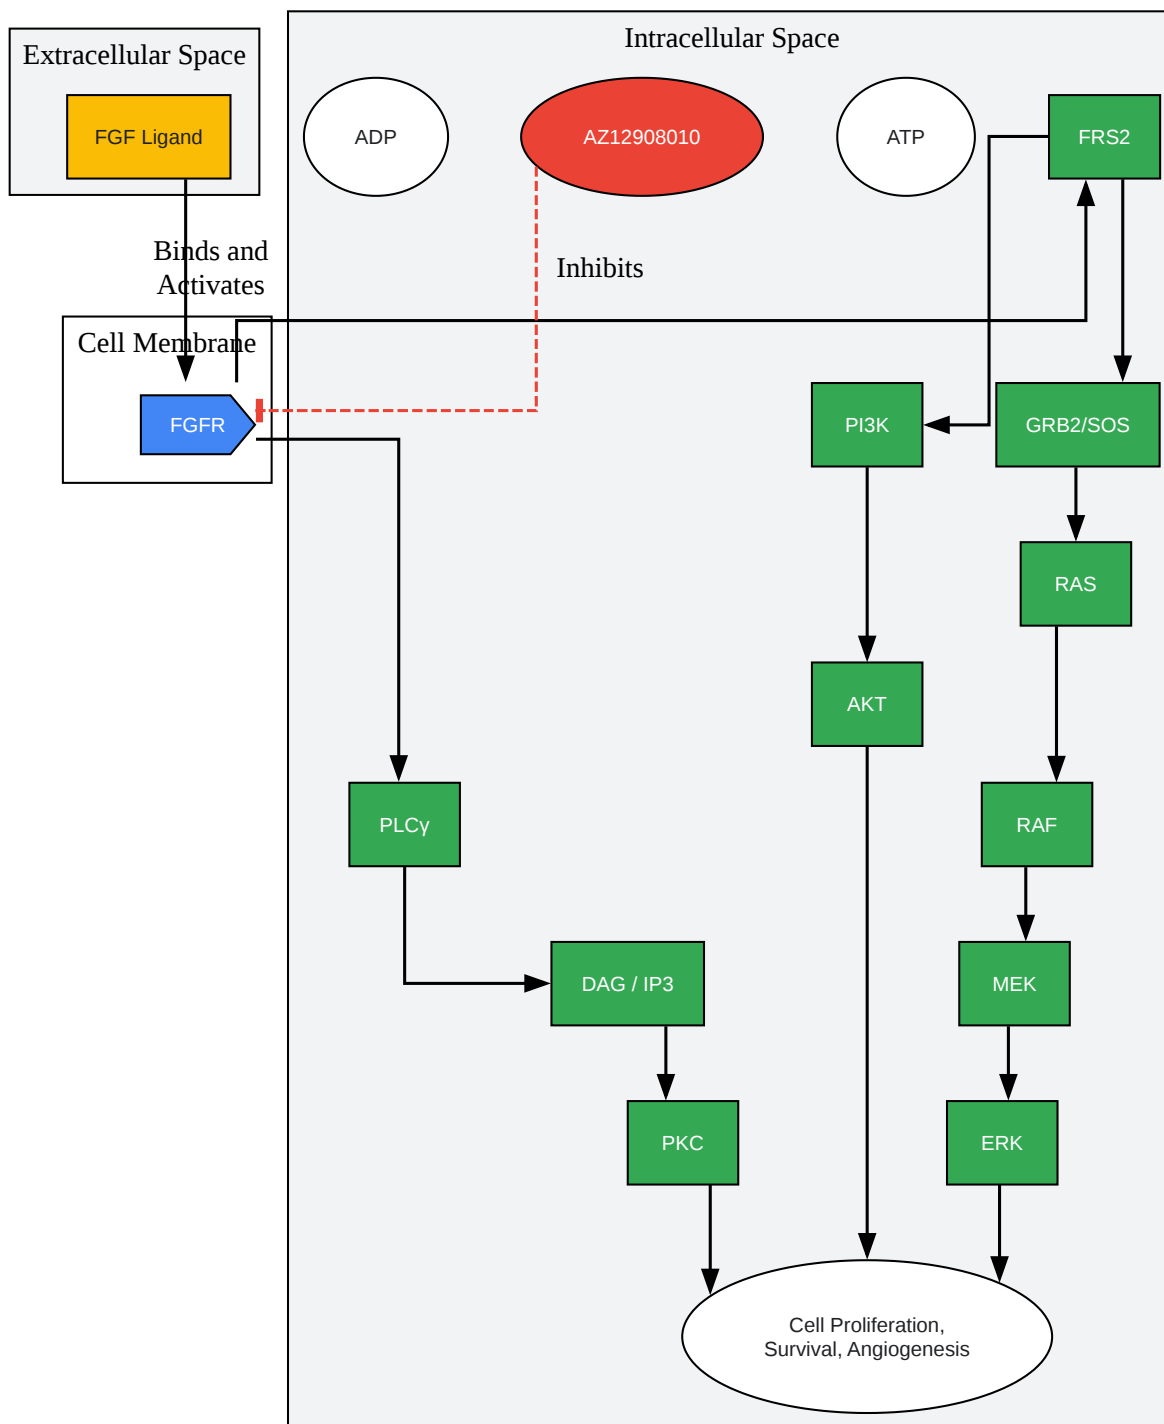 Intracellular Space
Extracellular Space
FGF Ligand
ADP
AZ12908010
ATP
FRS2
Binds and
Activates
Inhibits
Cell Membrane
FGFR
PI3K
GRB2/SOS
RAS
AKT
PLCγ
RAF
DAG / IP3
MEK
PKC
ERK
Cell Proliferation,
Survival, Angiogenesis